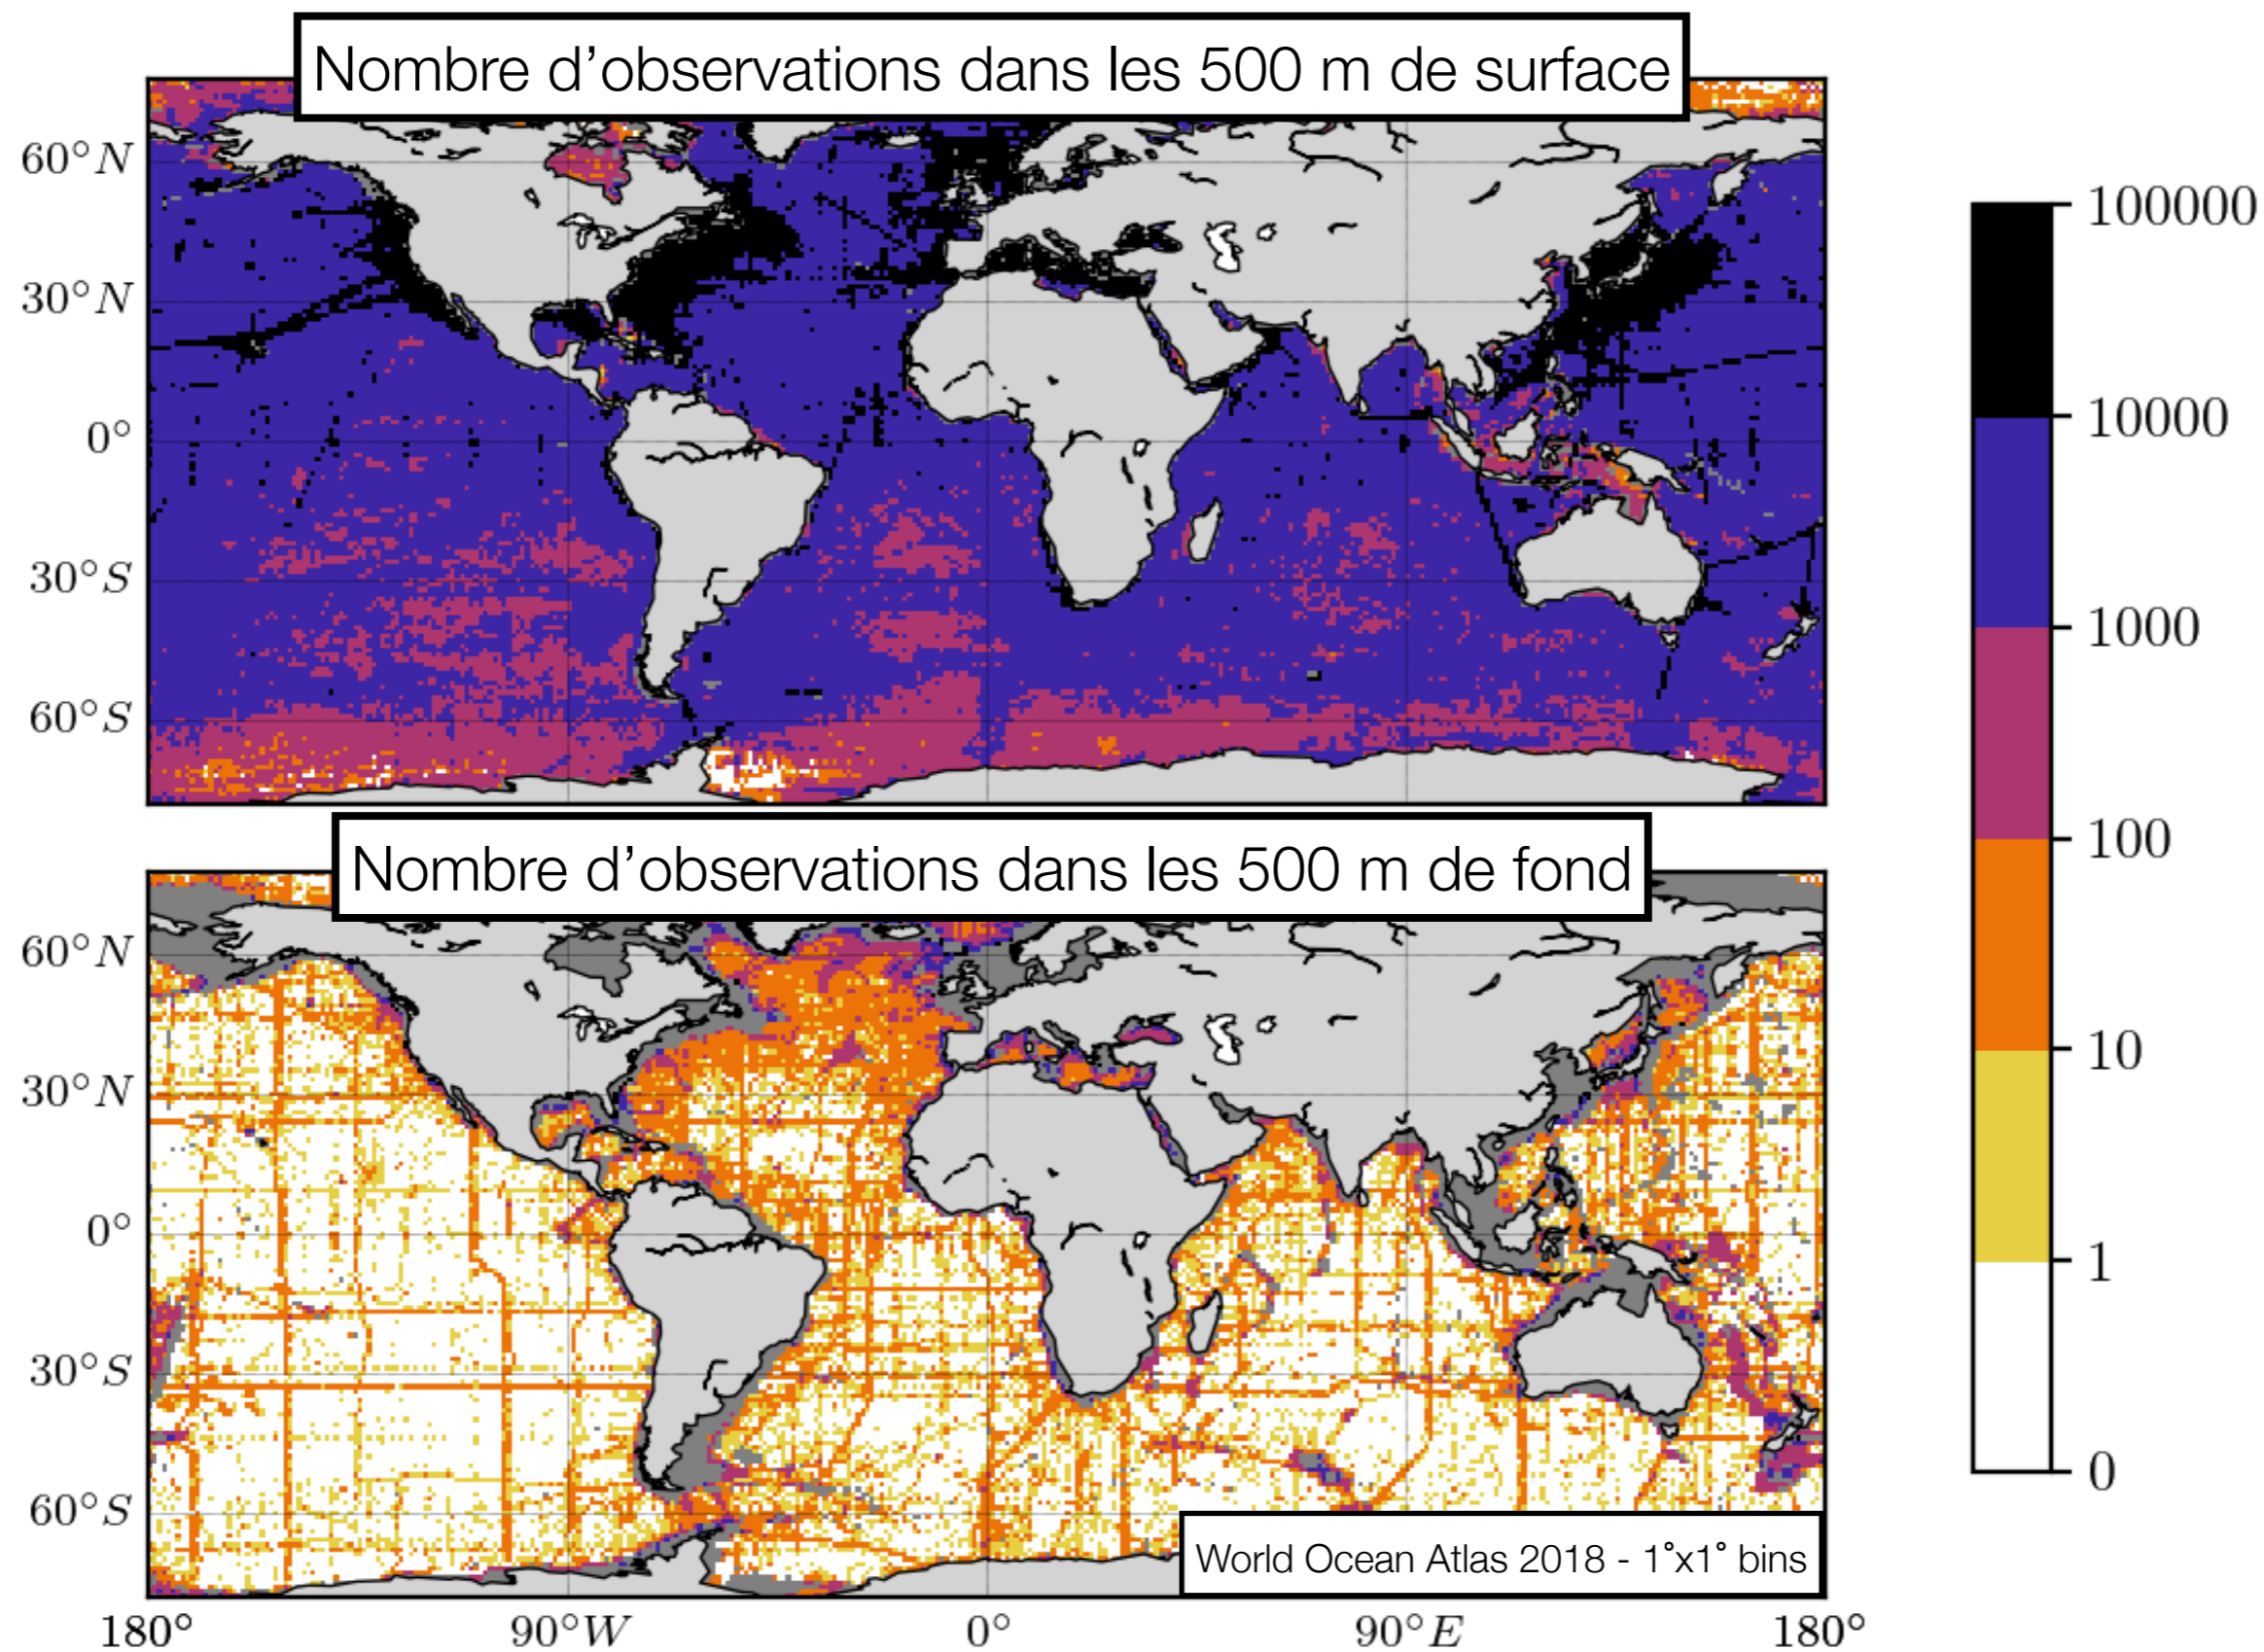 Nombre d’observations dans les 500 m de surface
60°N
30°N
0°
30°S
60°S
100000
10000
1000
100
10
1
0
Nombre d’observations dans les 500 m de fond
60°N
30°N
0°
30°S
60°S
World Ocean Atlas 2018 - 1°x1° bins
180° 90°W 0° 90°E 180°